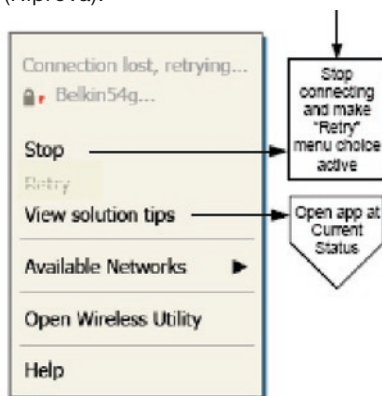 (Riprova).
Connection lost, retrying...
Belkin54g...
Stop
Retry
View solution tips
Available Networks
Open Wireless Utility
Help
Stop
connecting
and make
"Retry"
menu choice
active
Open app at
Current
Status